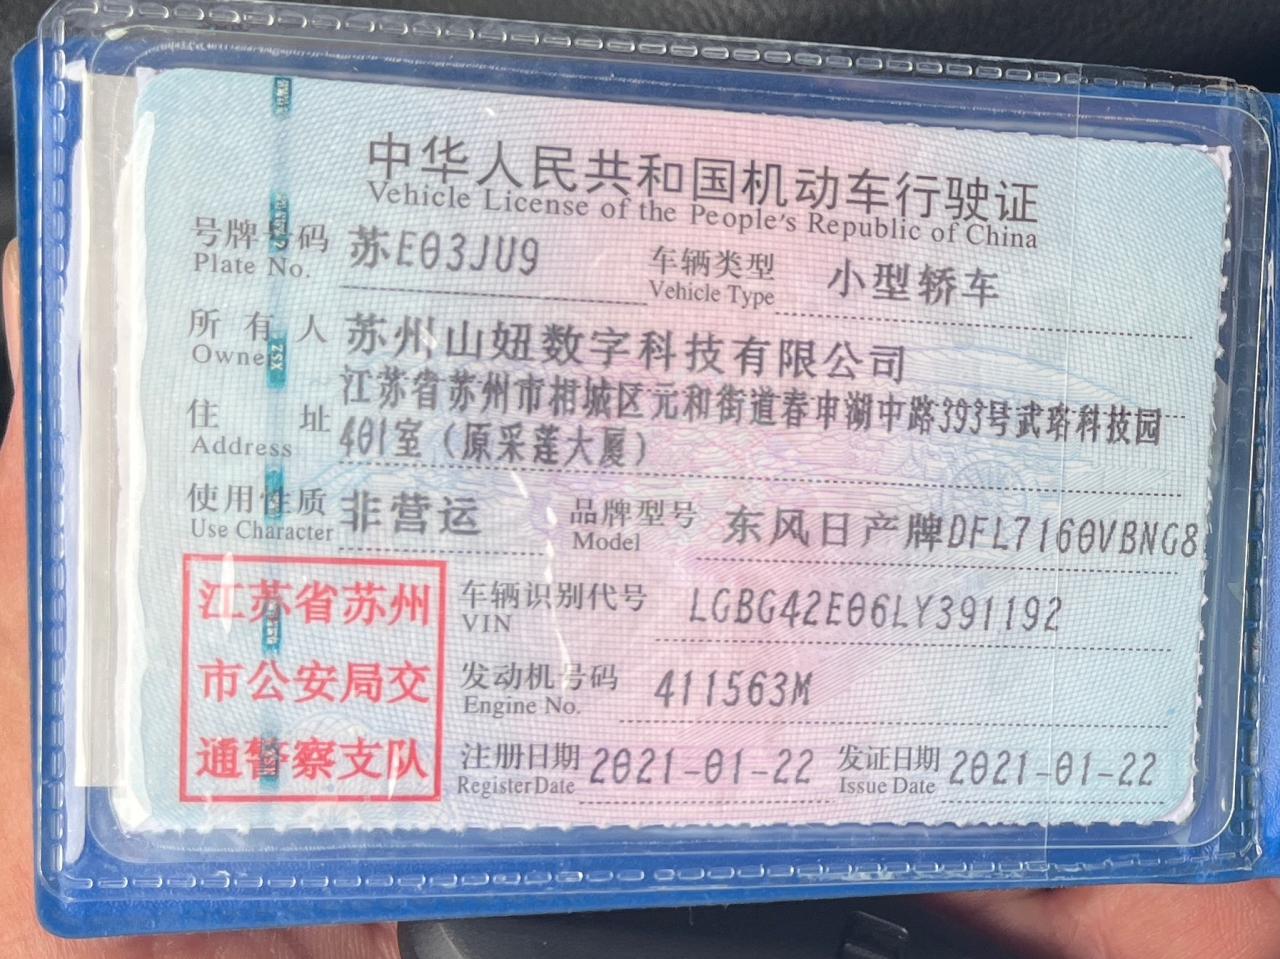 中华人民共和国机动车行驶证
Vehicle License of the People's Republic of China
号牌号码 苏E03JU9 车辆类型 小型轿车
Plate No. Vehicle Type
所有人 苏州山妞数字科技有限公司
Owner
住址 江苏省苏州市相城区元和街道春申湖中路393号武珞科技园
Address 401室（原采莲大厦）
使用性质 非营运 品牌型号 东风日产牌DFL7160VBNG8
Use Character Model
江苏省苏州
市公安局交
通警察支队
车辆识别代号 LGBG42E06LY391192
VIN
发动机号码 411563M
Engine No.
注册日期 2021-01-22 发证日期 2021-01-22
Register Date Issue Date